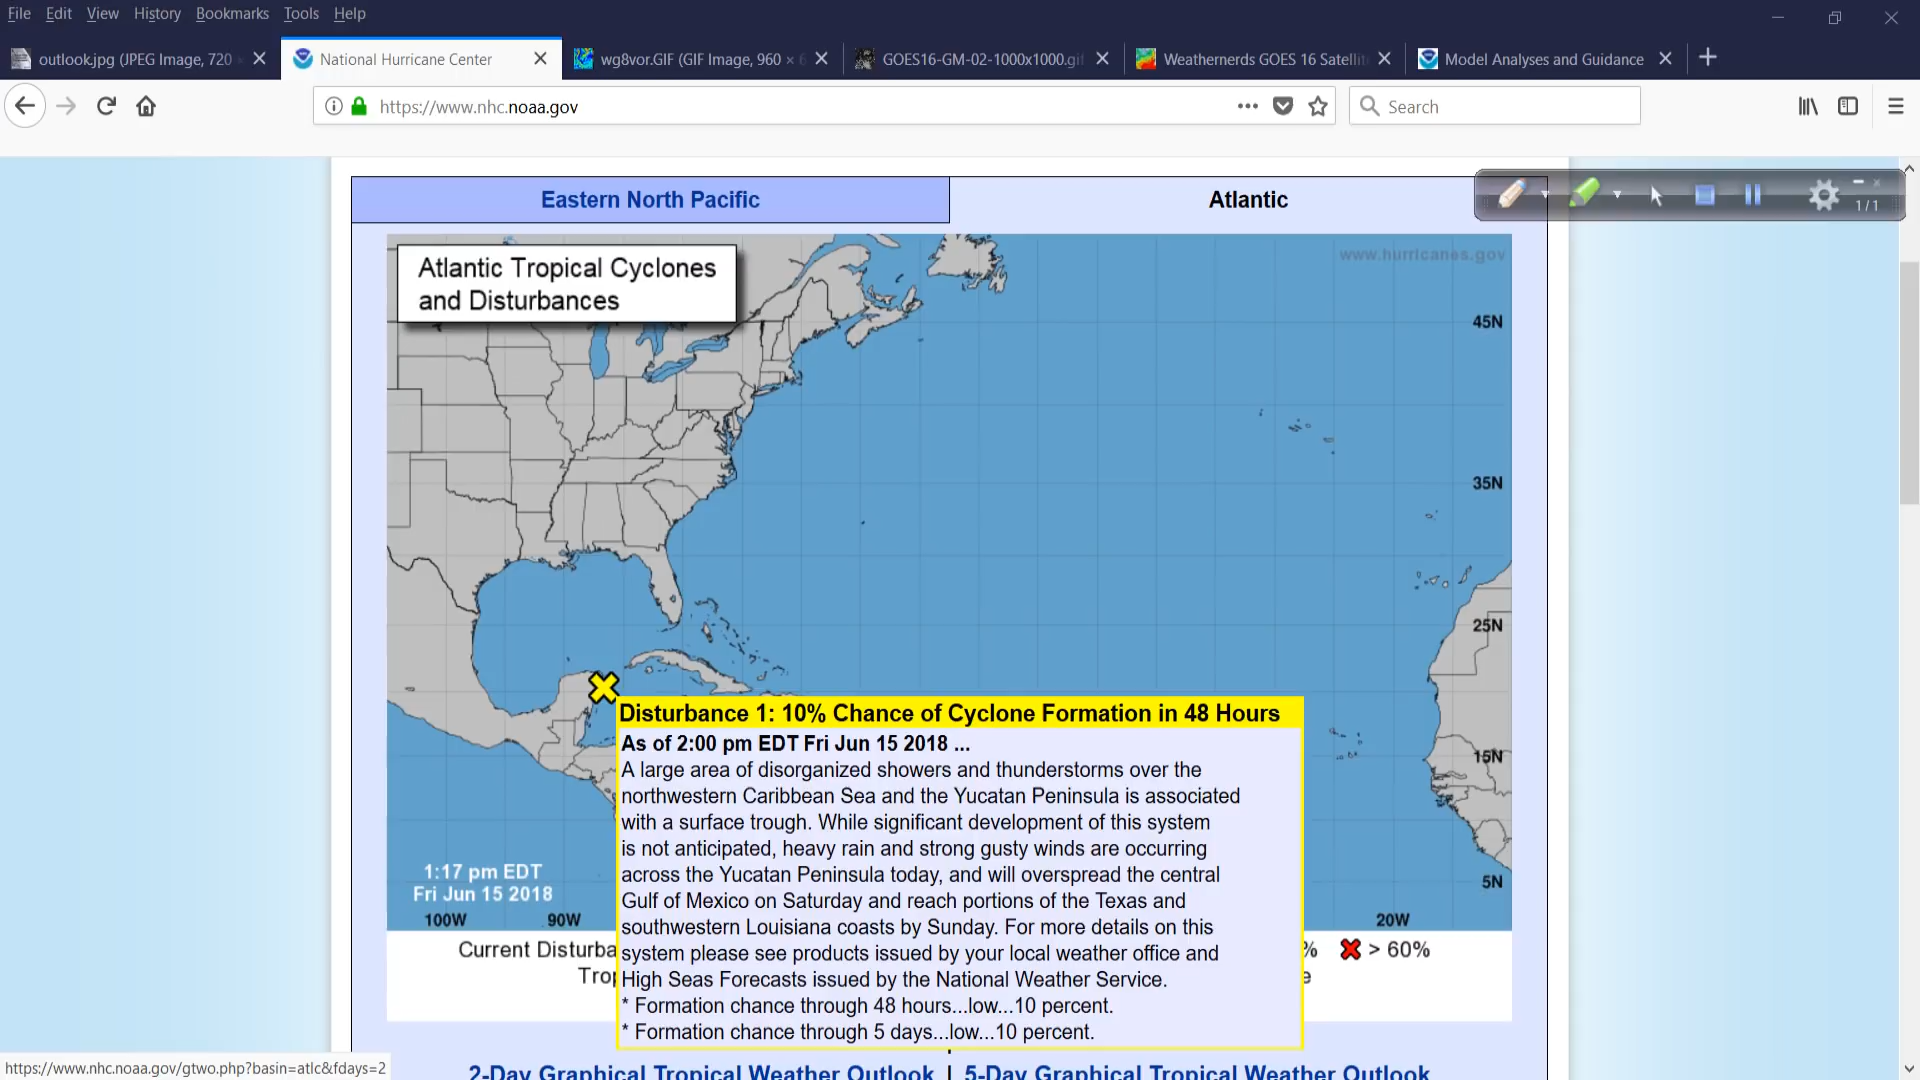 File Edit View History Bookmarks Tools Help
outlook.jpg (JPEG Image, 720
National Hurricane Center
wg8vor.GIF (GIF Image, 960 × 6
GOES16-GM-02-1000x1000.gif
Weathernerds GOES 16 Satellit
Model Analyses and Guidance
https://www.nhc.noaa.gov
Search
Eastern North Pacific
Atlantic
1/1
Atlantic Tropical Cyclones
and Disturbances
www.hurricanes.gov
45N
35N
25N
15N
5N
Disturbance 1: 10% Chance of Cyclone Formation in 48 Hours
As of 2:00 pm EDT Fri Jun 15 2018 ...
A large area of disorganized showers and thunderstorms over the
northwestern Caribbean Sea and the Yucatan Peninsula is associated
with a surface trough. While significant development of this system
is not anticipated, heavy rain and strong gusty winds are occurring
across the Yucatan Peninsula today, and will overspread the central
Gulf of Mexico on Saturday and reach portions of the Texas and
southwestern Louisiana coasts by Sunday. For more details on this
system please see products issued by your local weather office and
High Seas Forecasts issued by the National Weather Service.
* Formation chance through 48 hours...low...10 percent.
* Formation chance through 5 days...low...10 percent.
1:17 pm EDT
Fri Jun 15 2018
100W 90W 20W
Current Disturba
% > 60%
Trop
e
2-Day Graphical Tropical Weather Outlook | 5-Day Graphical Tropical Weather Outlook
https://www.nhc.noaa.gov/gtwo.php?basin=atlc&fdays=2